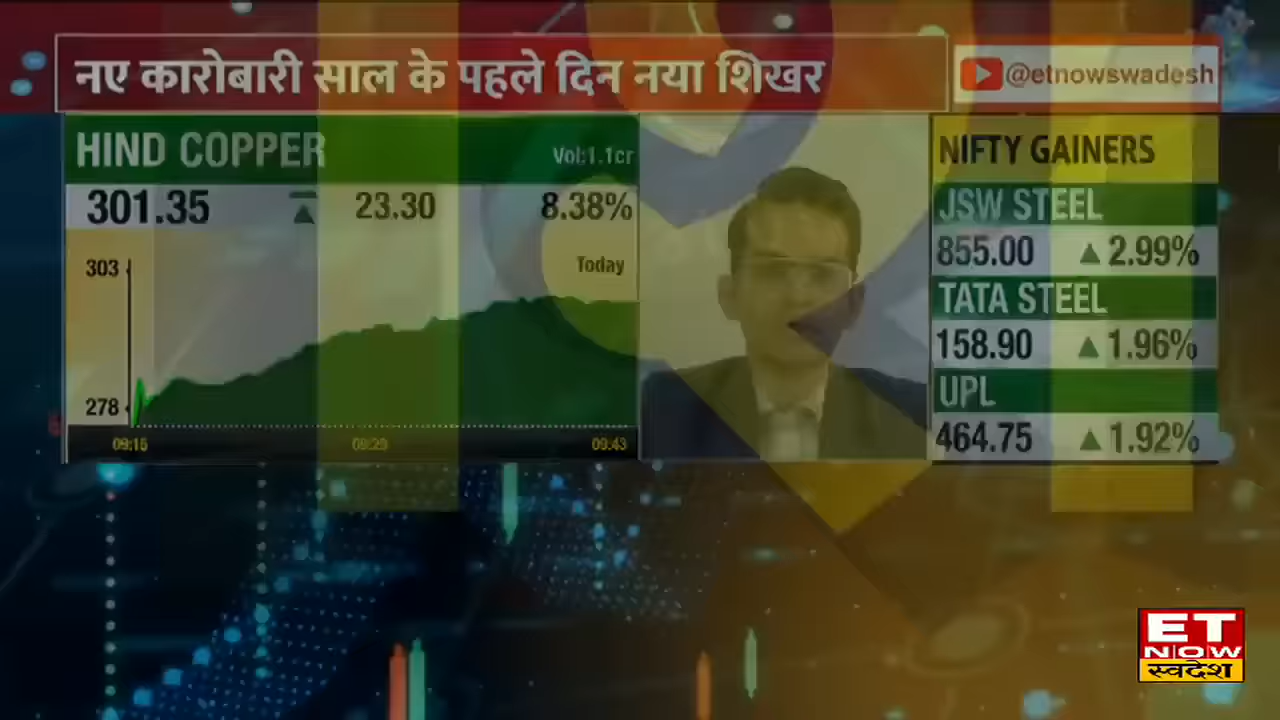 नए कारोबारी साल के पहले दिन नया शिखर
@etnowswadesh
HIND COPPER
Vol:1.1cr
301.35 23.30 8.38%
Today
303
278
09:15 09:29 09:43
NIFTY GAINERS
JSW STEEL
855.00 2.99%
TATA STEEL
158.90 1.96%
UPL
464.75 1.92%
ET
NOW
स्वदेश